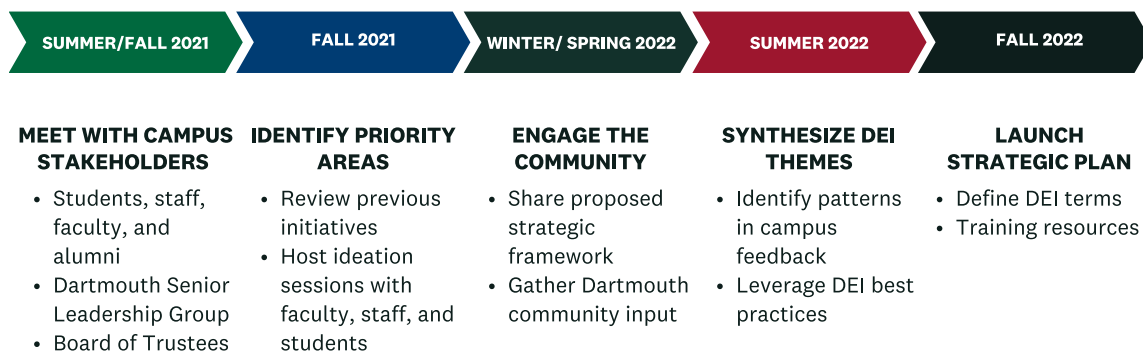 SUMMER/FALL 2021
FALL 2021
WINTER/ SPRING 2022
SUMMER 2022
FALL 2022
MEET WITH CAMPUS
STAKEHOLDERS
• Students, staff,
faculty, and
alumni
• Dartmouth Senior
Leadership Group
• Board of Trustees
IDENTIFY PRIORITY
AREAS
• Review previous
initiatives
• Host ideation
sessions with
faculty, staff, and
students
ENGAGE THE
COMMUNITY
• Share proposed
strategic
framework
• Gather Dartmouth
community input
SYNTHESIZE DEI
THEMES
• Identify patterns
in campus
feedback
• Leverage DEI best
practices
LAUNCH
STRATEGIC PLAN
• Define DEI terms
• Training resources